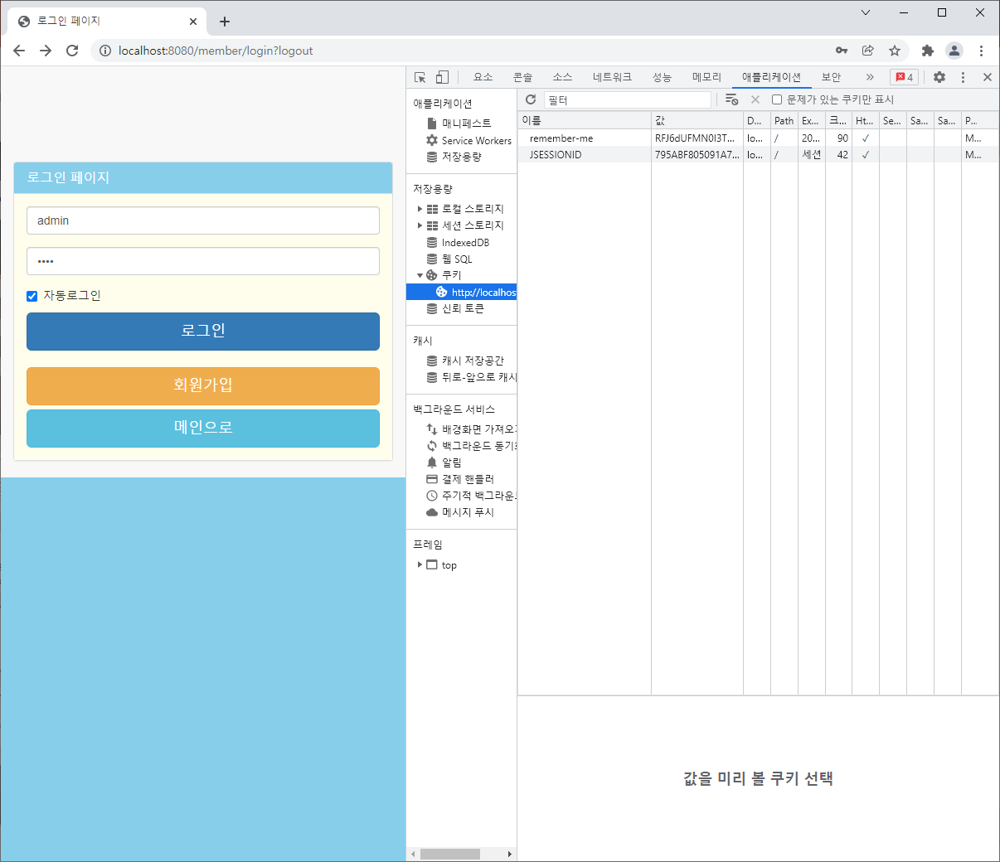 로그인 페이지
localhost:8080/member/login?logout
로그인 페이지
admin
••••
자동로그인
로그인
회원가입
메인으로
요소 콘솔 소스 네트워크 성능 메모리 애플리케이션 보안 » 4
애플리케이션
매니페스트
Service Workers
저장용량
저장용량
로컬 스토리지
세션 스토리지
IndexedDB
웹 SQL
쿠키
http://localhos
신뢰 토큰
캐시
캐시 저장공간
뒤로-앞으로 캐시
백그라운드 서비스
배경화면 가져오기
백그라운드 동기화
알림
결제 핸들러
주기적 백그라운드
메시지 푸시
프레임
top
필터 문제가 있는 쿠키만 표시
이름 값 D... Path Ex... 크... Ht... Se... Sa... Sa... P...
remember-me RFJ6dUFMN0I3T... lo... / 20... 90 ✓ M...
JSESSIONID 795ABF805091A7... lo... / 세션 42 ✓ M...
값을 미리 볼 쿠키 선택